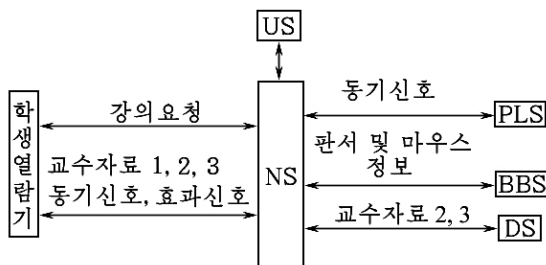 US
학생열람기
강의요청
교수자료 1, 2, 3
동기신호, 효과신호
NS
동기신호
PLS
판서 및 마우스
정보
BBS
교수자료 2, 3
DS